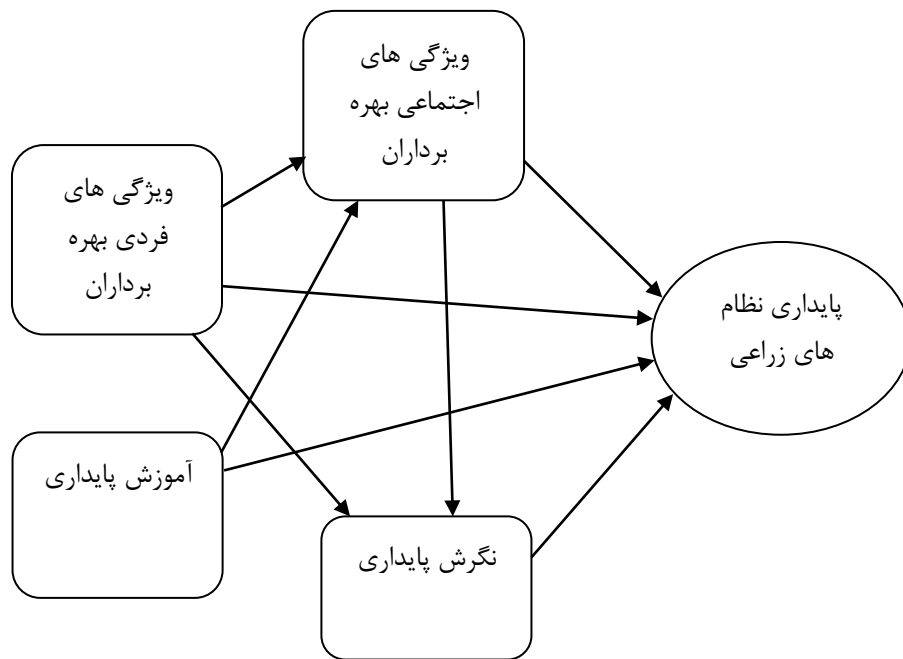 ویژگی های
اجتماعی بهره
برداران
ویژگی های
فردی بهره
برداران
پایداری نظام
های زراعی
آموزش پایداری
نگرش پایداری